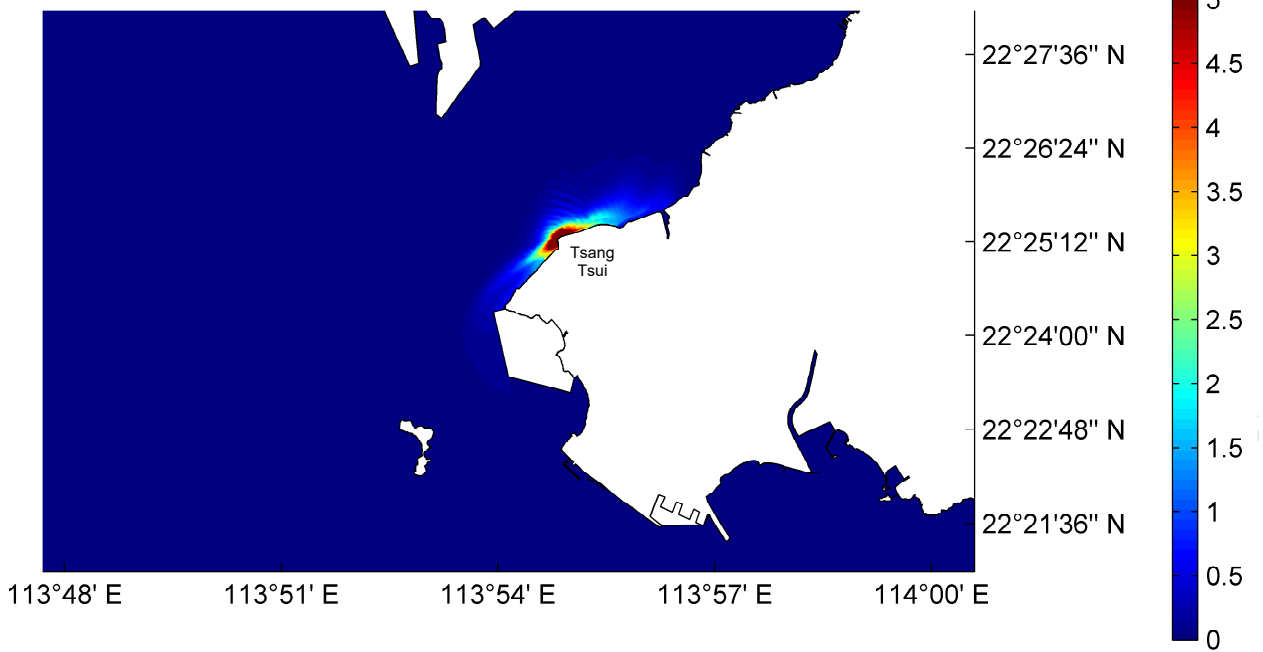 5
22°27'36" N
4.5
22°26'24" N
4
3.5
22°25'12" N
3
Tsang
Tsui
2.5
22°24'00" N
2
22°22'48" N
1.5
22°21'36" N
1
0.5
113°48' E
113°51' E
113°54' E
113°57' E
114°00' E
0